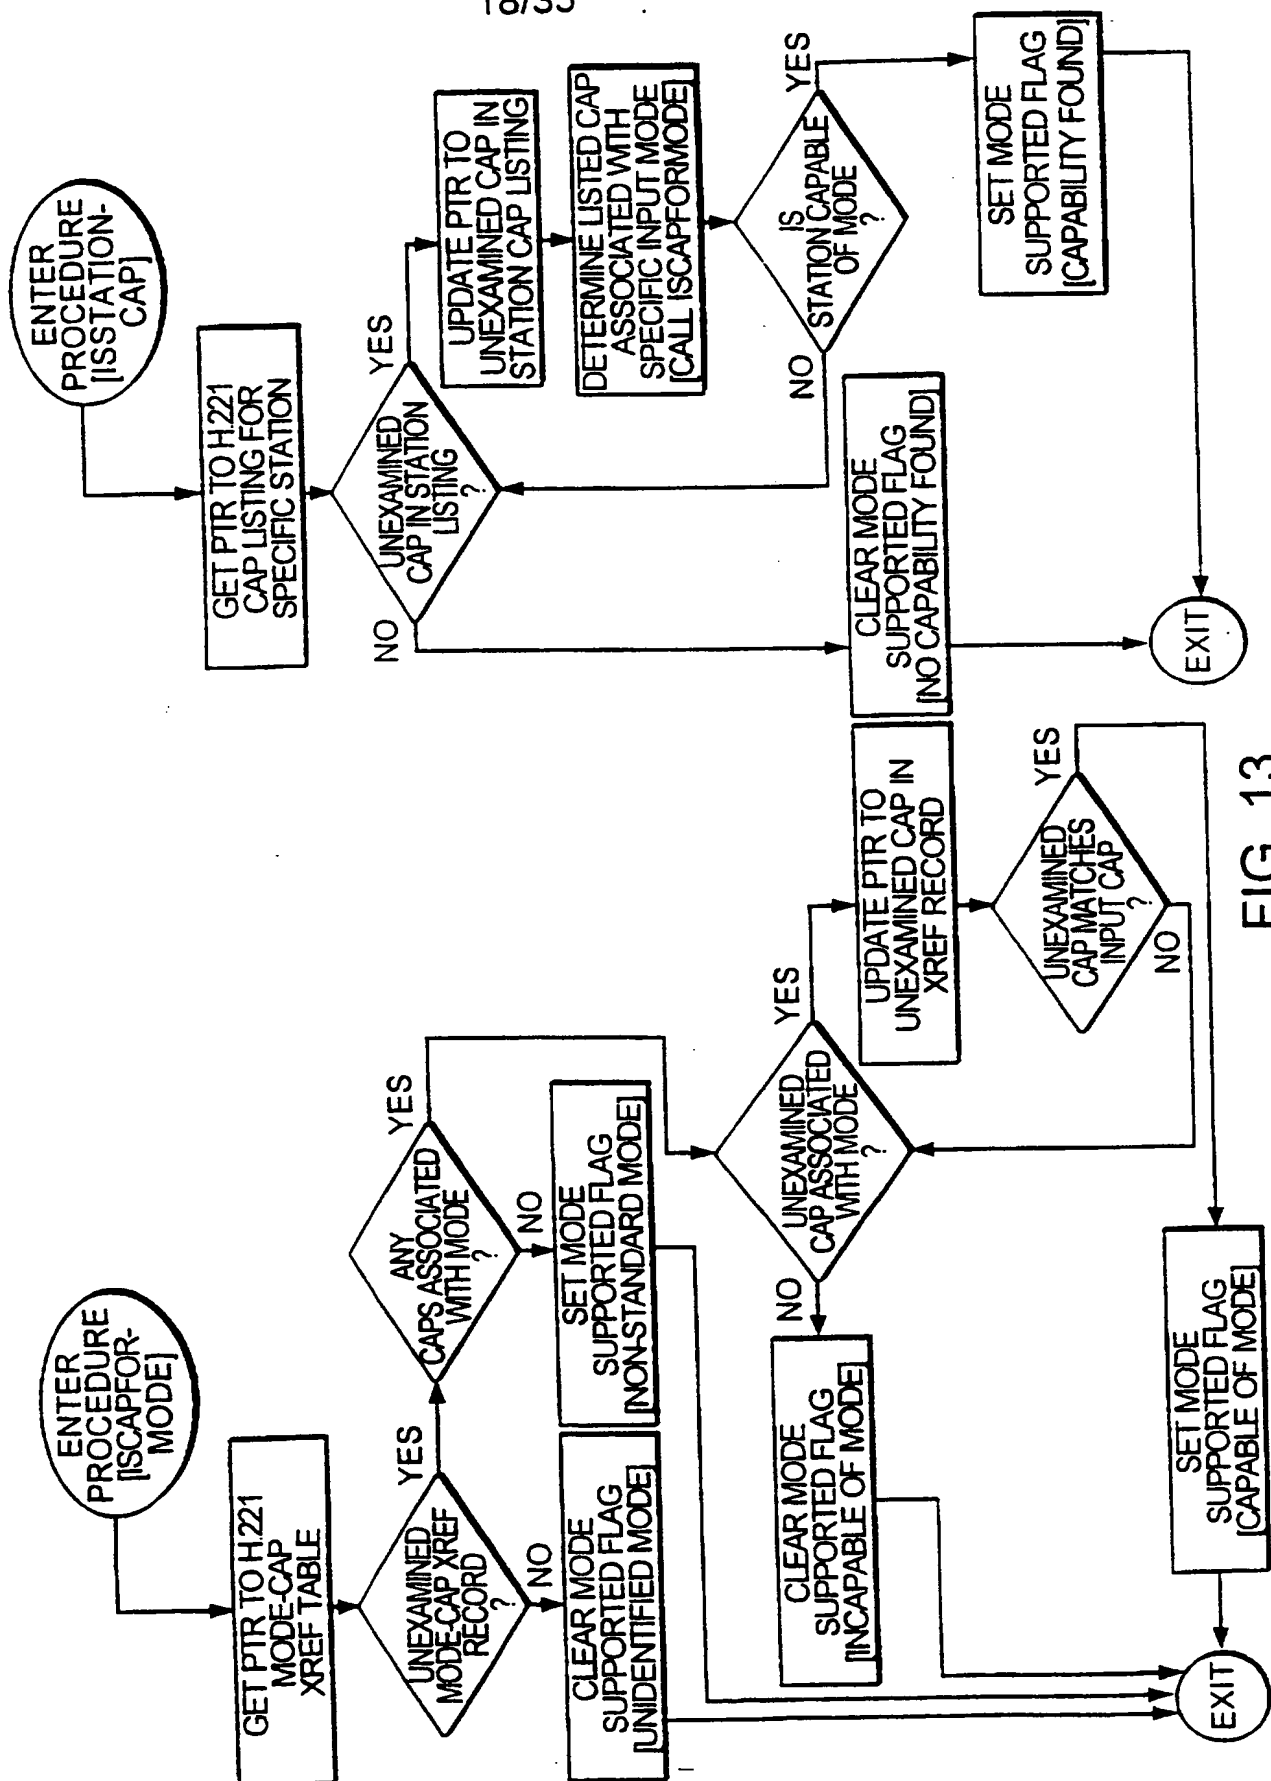 18/35
ENTER
PROCEDURE
[ISSTATION-
CAP]
GET PTR TO H.221
CAP LISTING FOR
SPECIFIC STATION
UNEXAMINED
CAP IN STATION
LISTING
?
YES
NO
UPDATE PTR TO
UNEXAMINED CAP IN
STATION CAP LISTING
DETERMINE LISTED CAP
ASSOCIATED WITH
SPECIFIC INPUT MODE
[CALL ISCAPFORMODE]
IS
STATION CAPABLE
OF MODE
?
YES
NO
SET MODE
SUPPORTED FLAG
[CAPABILITY FOUND]
CLEAR MODE
SUPPORTED FLAG
[NO CAPABILITY FOUND]
EXIT
ENTER
PROCEDURE
[ISCAPFOR-
MODE]
GET PTR TO H.221
MODE-CAP
XREF TABLE
UNEXAMINED
MODE-CAP XREF
RECORD
?
YES
NO
CLEAR MODE
SUPPORTED FLAG
[UNIDENTIFIED MODE]
ANY
CAPS ASSOCIATED
WITH MODE
?
YES
NO
SET MODE
SUPPORTED FLAG
[NON-STANDARD MODE]
UNEXAMINED
CAP ASSOCIATED
WITH MODE
?
YES
NO
CLEAR MODE
SUPPORTED FLAG
[INCAPABLE OF MODE]
UPDATE PTR TO
UNEXAMINED CAP IN
XREF RECORD
UNEXAMINED
CAP MATCHES
INPUT CAP
?
YES
NO
SET MODE
SUPPORTED FLAG
[CAPABLE OF MODE]
EXIT
FIG. 13